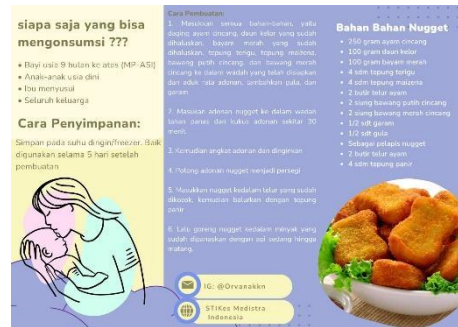 siapa saja yang bisa
mengonsumsi ???
Bayi usia 9 bulan ke atas (MP-ASI)
Anak-anak usia dini
Ibu menyusui
Seluruh keluarga
Cara Penyimpanan:
Simpan pada suhu dingin/freezer. Baik
digunakan selama 5 hari setelah
pembuatan
Cara Pembuatan:
1. Masukkan semua bahan-bahan, yaitu
daging ayam cincang, daun kelor yang sudah
dihaluskan, bayam merah yang sudah
dihaluskan, tepung terigu, tepung maizena,
bawang putih cincang, dan bawang merah
cincang ke dalam wadah yang telah disiapkan
dan aduk rata adonan, tambahkan gula, dan
garam
2. Masukan adonan nugget ke dalam wadah
tahan panas dan kukus adonan sekitar 30
menit.
3. Kemudian angkat adonan dan dinginkan
4. Potong adonan nugget menjadi persegi
5. Masukkan nugget kedalam telur yang sudah
dikocok, kemudian balurkan dengan tepung
panir
6. Lalu goreng nugget kedalam minyak yang
sudah dipanaskan dengan api sedang hingga
matang.
IG: @Orvanakkn
STIKes Medistra
Indonesia
Bahan Bahan Nugget
250 gram ayam cincang
100 gram daun kelor
100 gram bayam merah
4 sdm tepung terigu
4 sdm tepung maizena
2 butir telur ayam
2 siung bawang putih cincang
2 siung bawang merah cincang
1/2 sdt garam
1/2 sdt gula
Sebagai pelapis nugget
2 butir telur ayam
4 sdm tepung panir